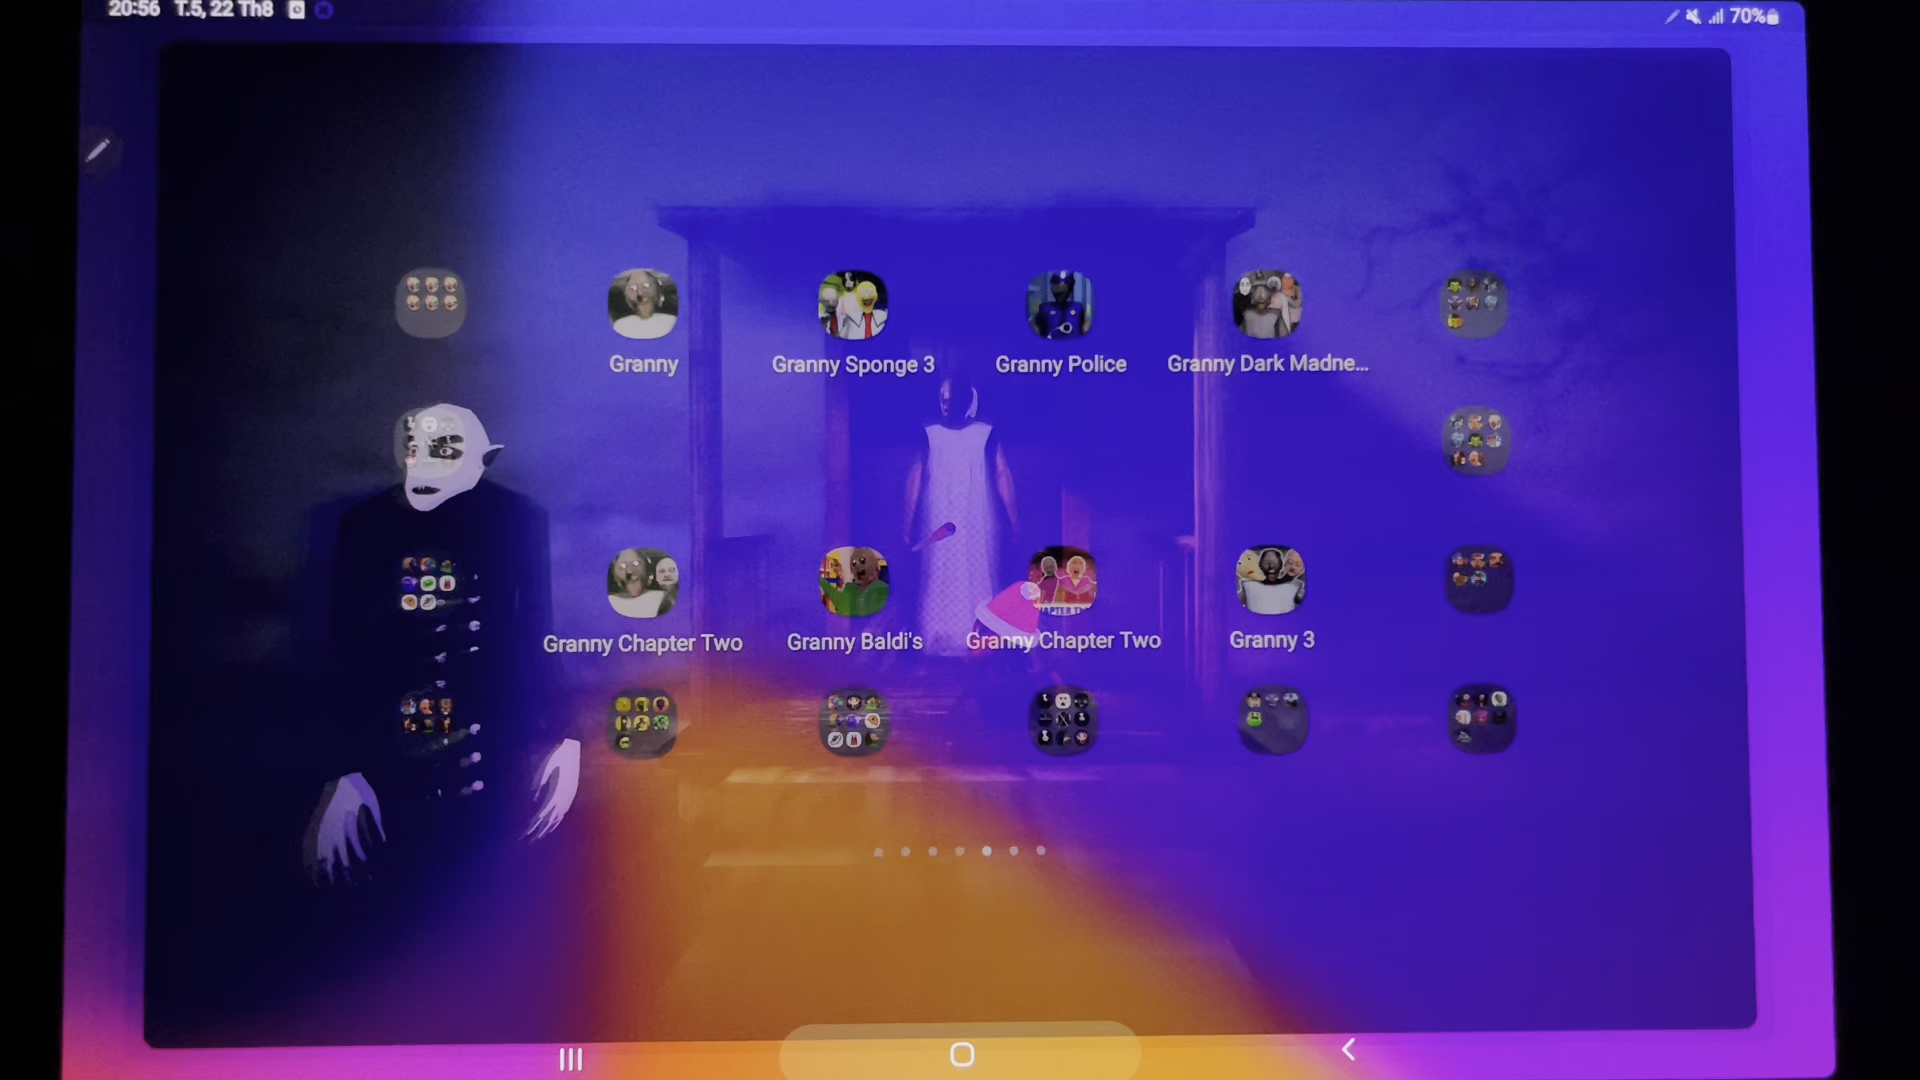 20:56 T.5, 22 Th8
70%
Granny
Granny Sponge 3
Granny Police
Granny Dark Madne...
Granny Chapter Two
Granny Baldi's
Granny Chapter Two
Granny 3